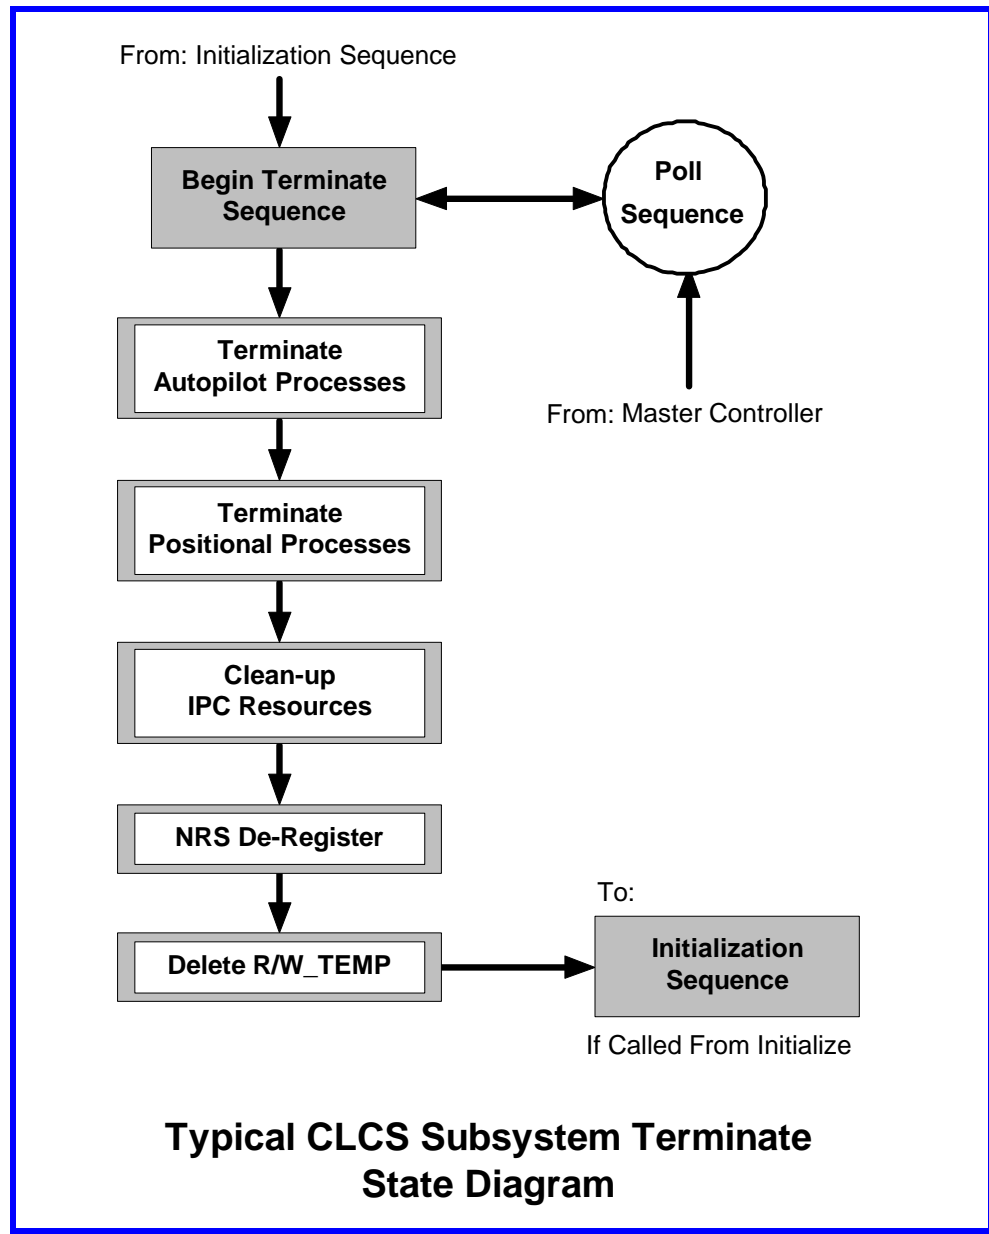 From: Initialization Sequence
Begin Terminate
Sequence
Poll
Sequence
Terminate
Autopilot Processes
From: Master Controller
Terminate
Positional Processes
Clean-up
IPC Resources
NRS De-Register
To:
Delete R/W_TEMP
Initialization
Sequence
If Called From Initialize
Typical CLCS Subsystem Terminate
State Diagram